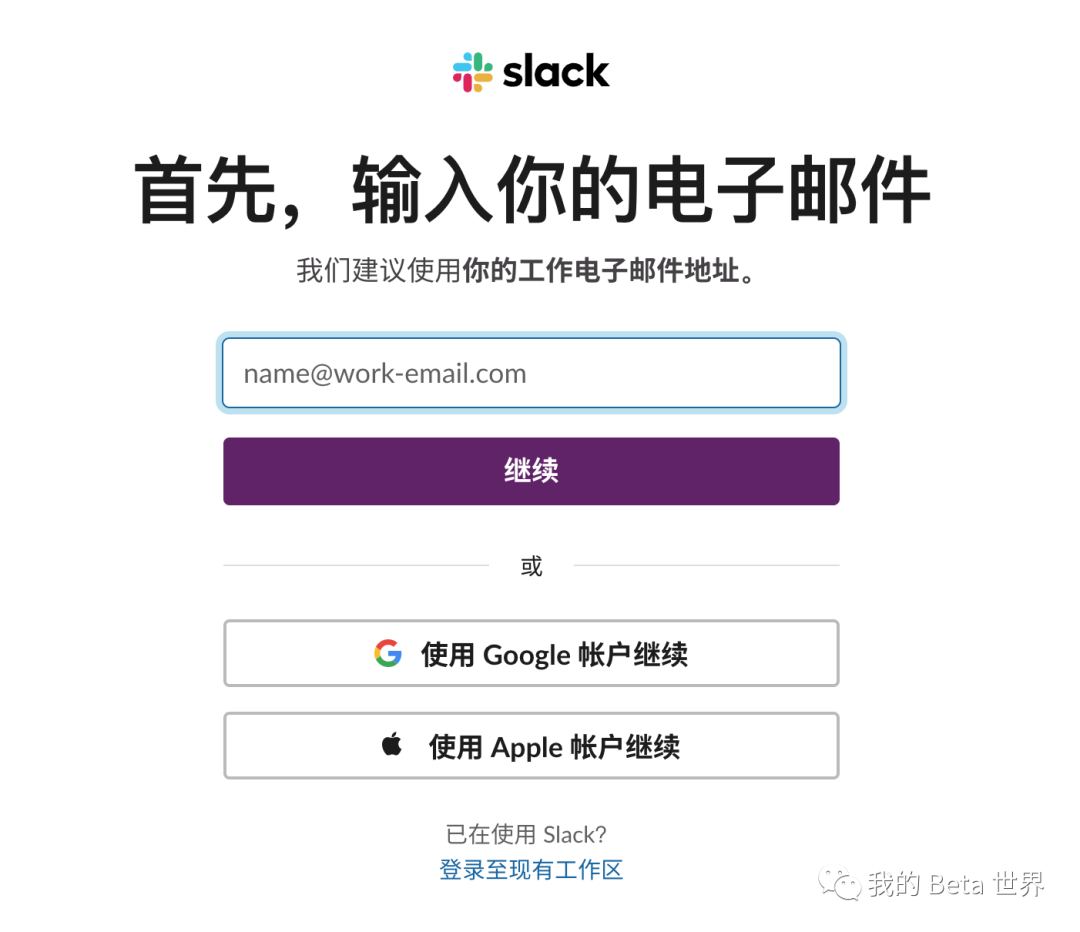 slack
首先，输入你的电子邮件
我们建议使用你的工作电子邮件地址。
name@work-email.com
继续
或
使用 Google 帐户继续
使用 Apple 帐户继续
已在使用 Slack?
登录至现有工作区
我的 Beta 世界